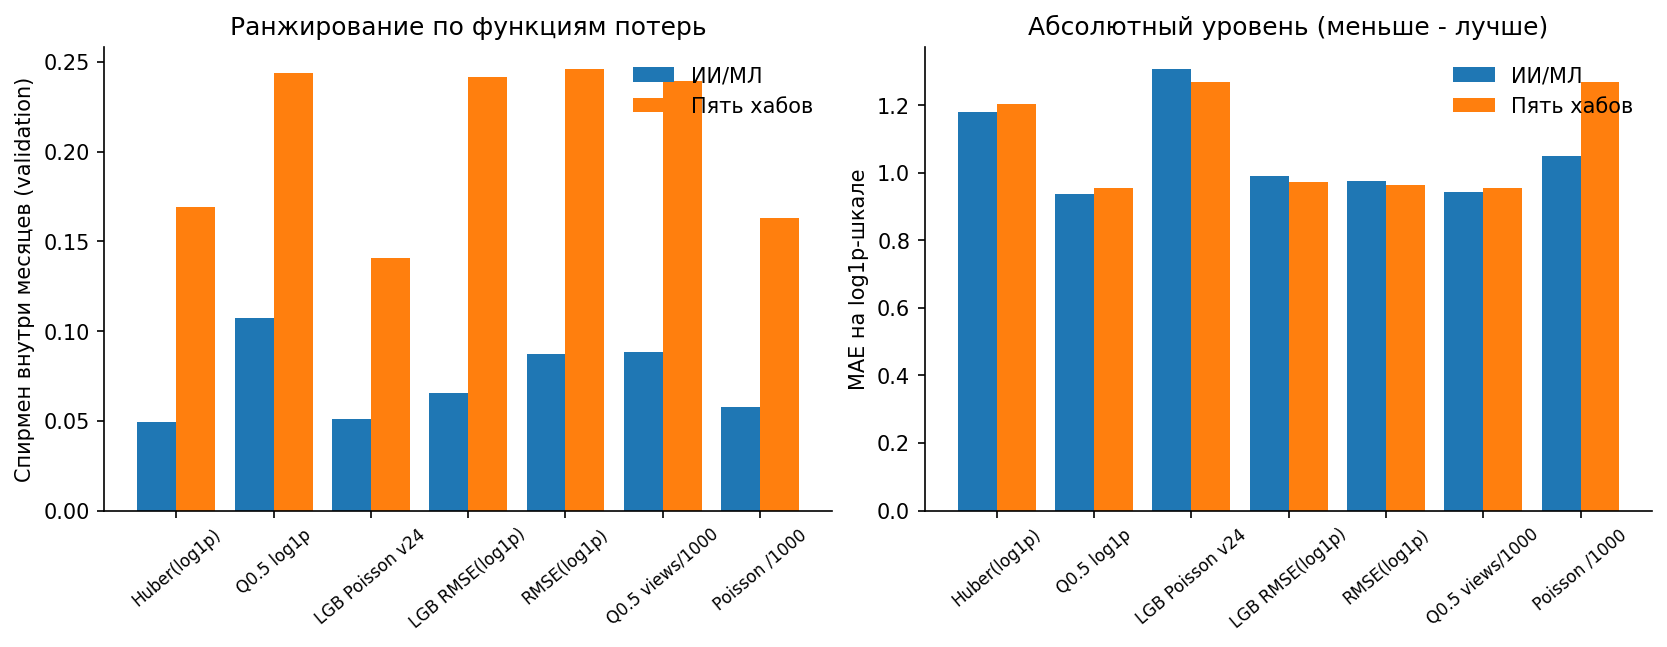 Ранжирование по функциям потерь
Спирмен внутри месяцев (validation)
0.25
0.20
0.15
0.10
0.05
0.00
ИИ/МЛ
Пять хабов
Huber(log1p)
Q0.5 log1p
LGB Poisson v24
LGB RMSE(log1p)
RMSE(log1p)
Q0.5 views/1000
Poisson /1000
Абсолютный уровень (меньше - лучше)
MAE на log1p-шкале
1.2
1.0
0.8
0.6
0.4
0.2
0.0
ИИ/МЛ
Пять хабов
Huber(log1p)
Q0.5 log1p
LGB Poisson v24
LGB RMSE(log1p)
RMSE(log1p)
Q0.5 views/1000
Poisson /1000